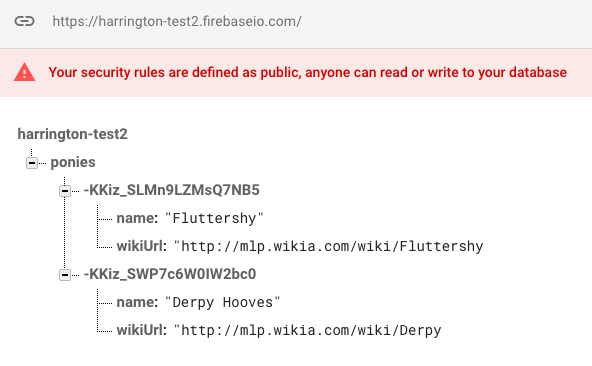 https://harrington-test2.firebaseio.com/
Your security rules are defined as public, anyone can read or write to your database
harrington-test2
ponies
-KKiz_SLMn9LZMsQ7NB5
name: "Fluttershy"
wikiUrl: "http://mlp.wikia.com/wiki/Fluttershy
-KKiz_SWP7c6W0IW2bc0
name: "Derpy Hooves"
wikiUrl: "http://mlp.wikia.com/wiki/Derpy